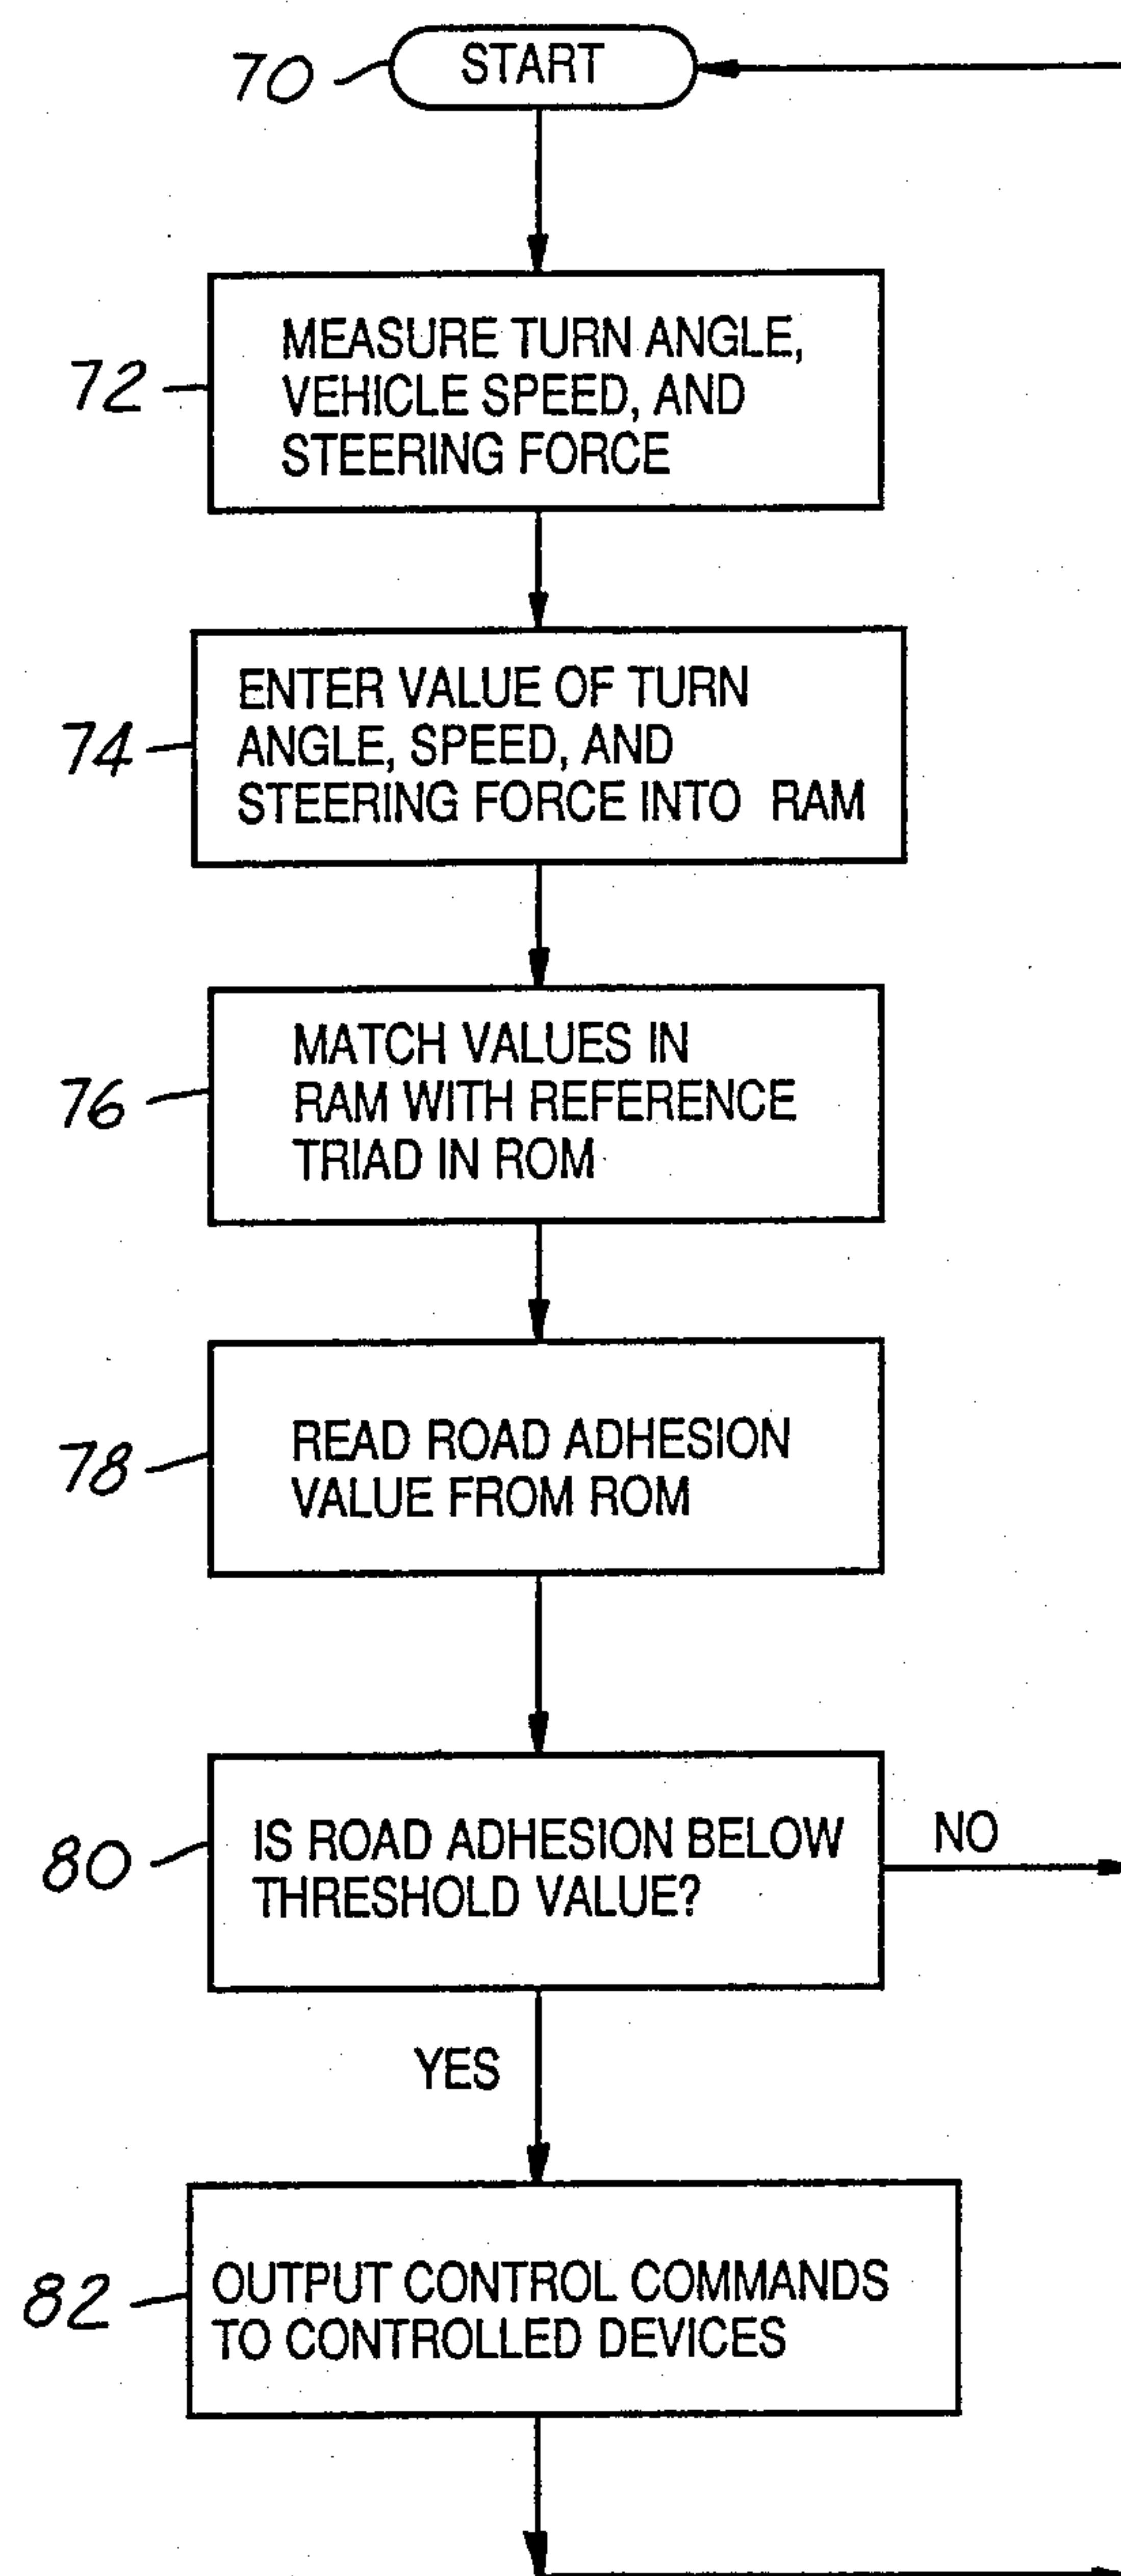 70
START
72
MEASURE TURN ANGLE,
VEHICLE SPEED, AND
STEERING FORCE
74
ENTER VALUE OF TURN
ANGLE, SPEED, AND
STEERING FORCE INTO RAM
76
MATCH VALUES IN
RAM WITH REFERENCE
TRIAD IN ROM
78
READ ROAD ADHESION
VALUE FROM ROM
80
IS ROAD ADHESION BELOW
THRESHOLD VALUE?
NO
YES
82
OUTPUT CONTROL COMMANDS
TO CONTROLLED DEVICES